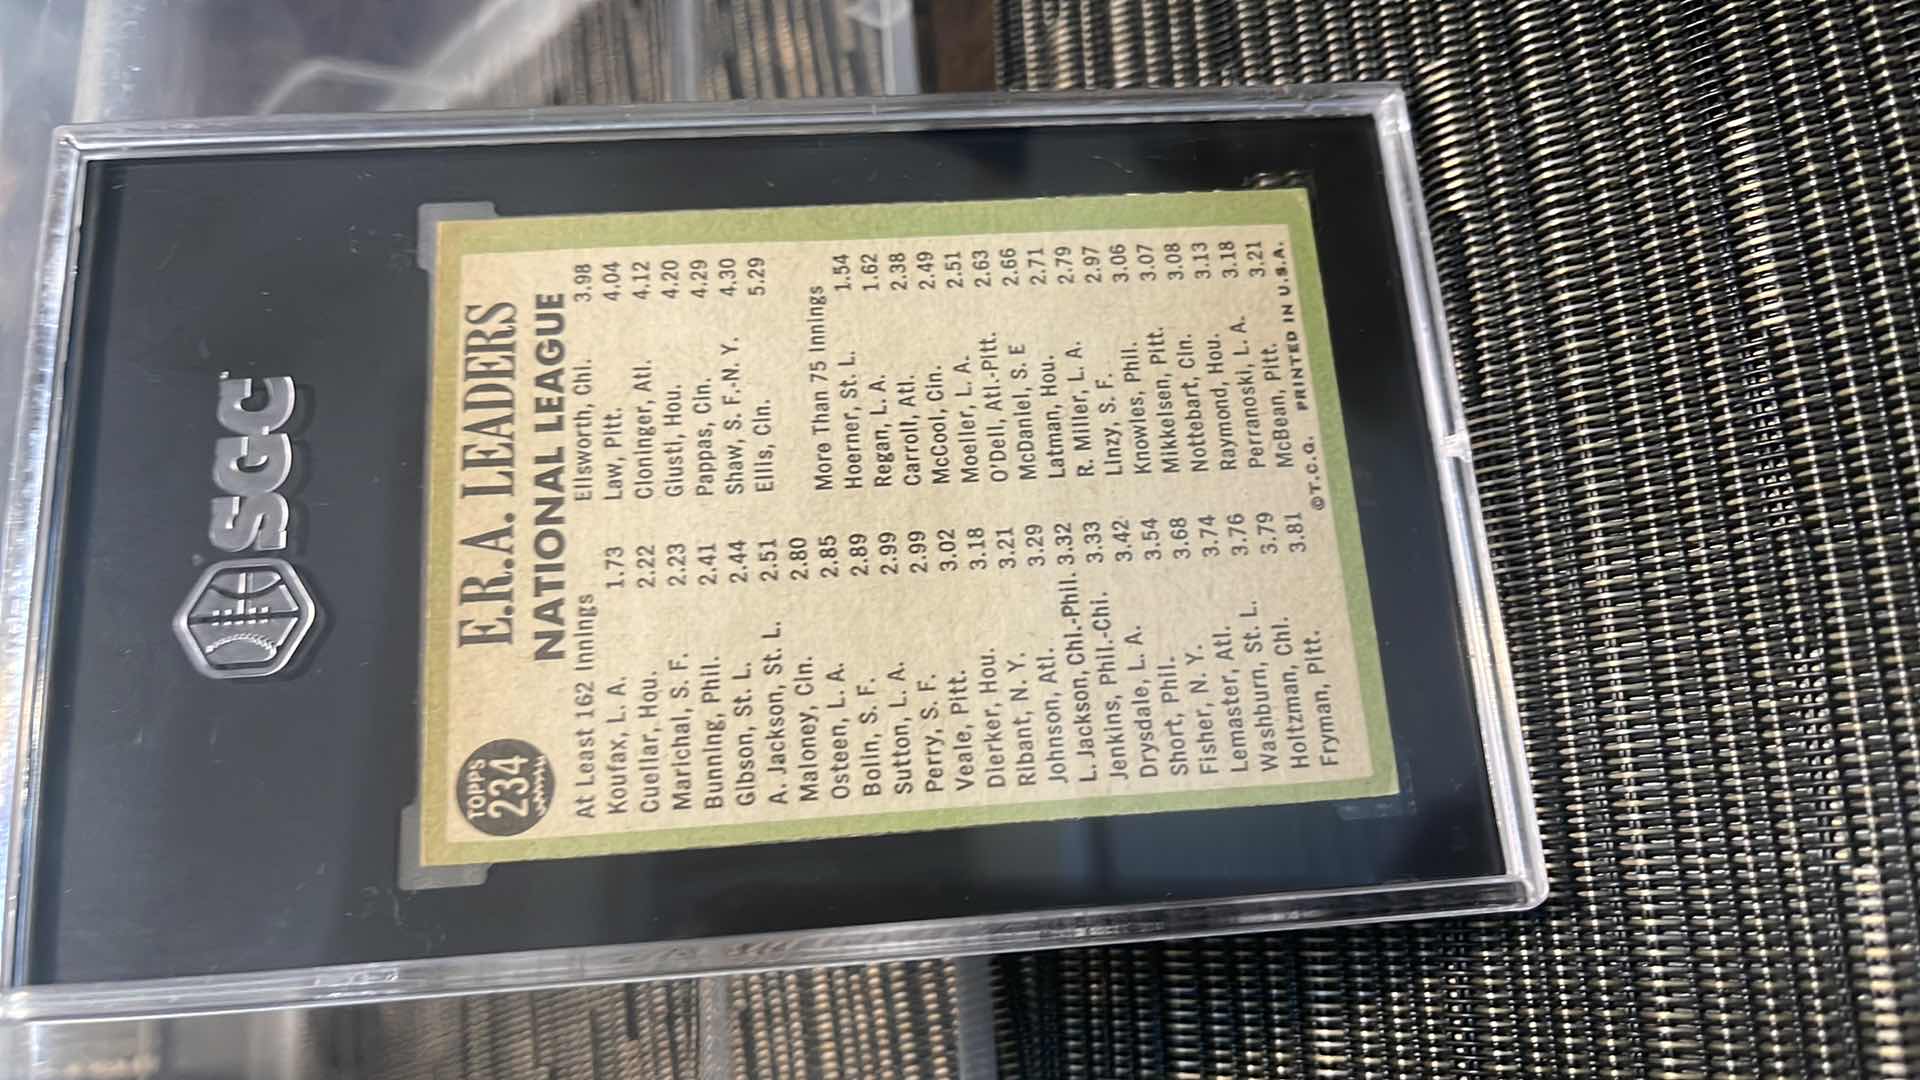 SGC™
TOPPS
234
E.R.A. LEADERS
NATIONAL LEAGUE
At Least 162 Innings
Koufax, L. A. 1.73
Cuellar, Hou. 2.22
Marichal, S. F. 2.23
Bunning, Phil. 2.41
Gibson, St. L. 2.44
A. Jackson, St. L. 2.51
Maloney, Cin. 2.80
Osteen, L. A. 2.85
Bolin, S. F. 2.89
Sutton, L. A. 2.99
Perry, S. F. 2.99
Veale, Pitt. 3.02
Dierker, Hou. 3.18
Ribant, N. Y. 3.21
Johnson, Atl. 3.29
L. Jackson, Chi.-Phil. 3.32
Jenkins, Phil.-Chi. 3.33
Drysdale, L. A. 3.42
Short, Phil. 3.54
Fisher, N. Y. 3.68
Lemaster, Atl. 3.74
Washburn, St. L. 3.76
Holtzman, Chi. 3.79
Fryman, Pitt. 3.81
Ellsworth, Chi. 3.98
Law, Pitt. 4.04
Cloninger, Atl. 4.12
Giusti, Hou. 4.20
Pappas, Cin. 4.29
Shaw, S. F.-N. Y. 4.30
Ellis, Cin. 5.29
More Than 75 Innings
Hoerner, St. L. 1.54
Regan, L. A. 1.62
Carroll, Atl. 2.38
McCool, Cin. 2.49
Moeller, L. A. 2.51
O'Dell, Atl.-Pitt. 2.63
McDaniel, S. F 2.66
Latman, Hou. 2.71
R. Miller, L. A. 2.79
Linzy, S. F. 2.97
Knowles, Phil. 3.06
Mikkelsen, Pitt. 3.07
Nottebart, Cin. 3.08
Raymond, Hou. 3.13
Perranoski, L. A. 3.18
McBean, Pitt. 3.21
©T.C.G. PRINTED IN U.S.A.